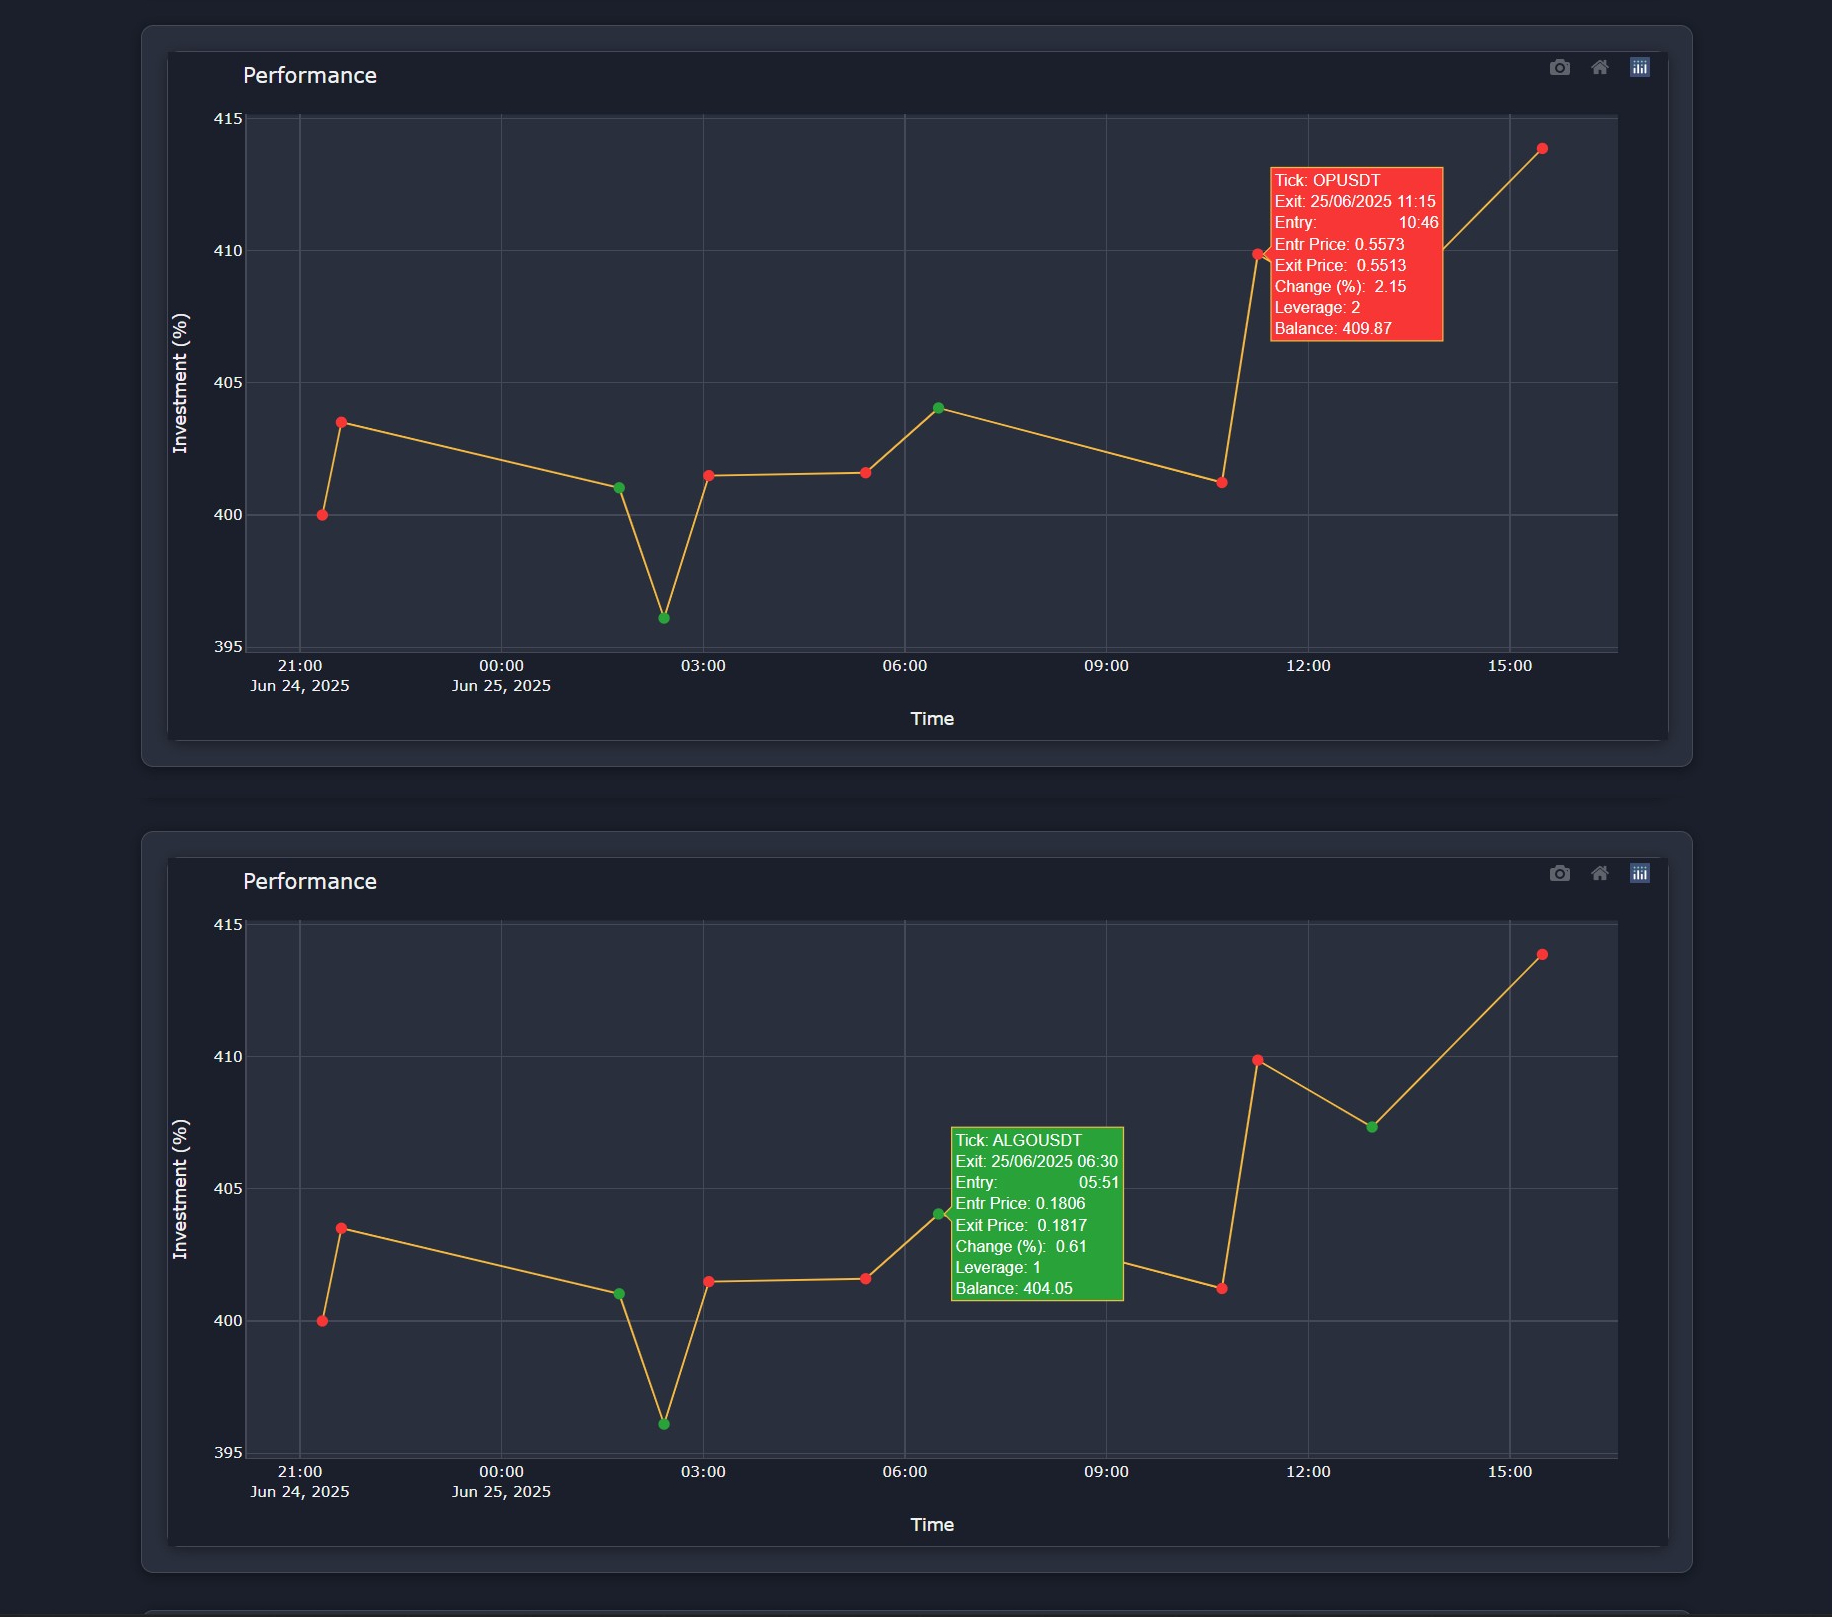 Performance
415
Tick: OPUSDT
Exit: 25/06/2025 11:15
Entry: 10:46
Entr Price: 0.5573
Exit Price: 0.5513
Change (%): 2.15
Leverage: 2
Balance: 409.87
410
405
400
395
Investment (%)
21:00 00:00 03:00 06:00 09:00 12:00 15:00
Jun 24, 2025 Jun 25, 2025
Time
Performance
415
410
Tick: ALGOUSDT
Exit: 25/06/2025 06:30
Entry: 05:51
Entr Price: 0.1806
Exit Price: 0.1817
Change (%): 0.61
Leverage: 1
Balance: 404.05
405
400
395
Investment (%)
21:00 00:00 03:00 06:00 09:00 12:00 15:00
Jun 24, 2025 Jun 25, 2025
Time